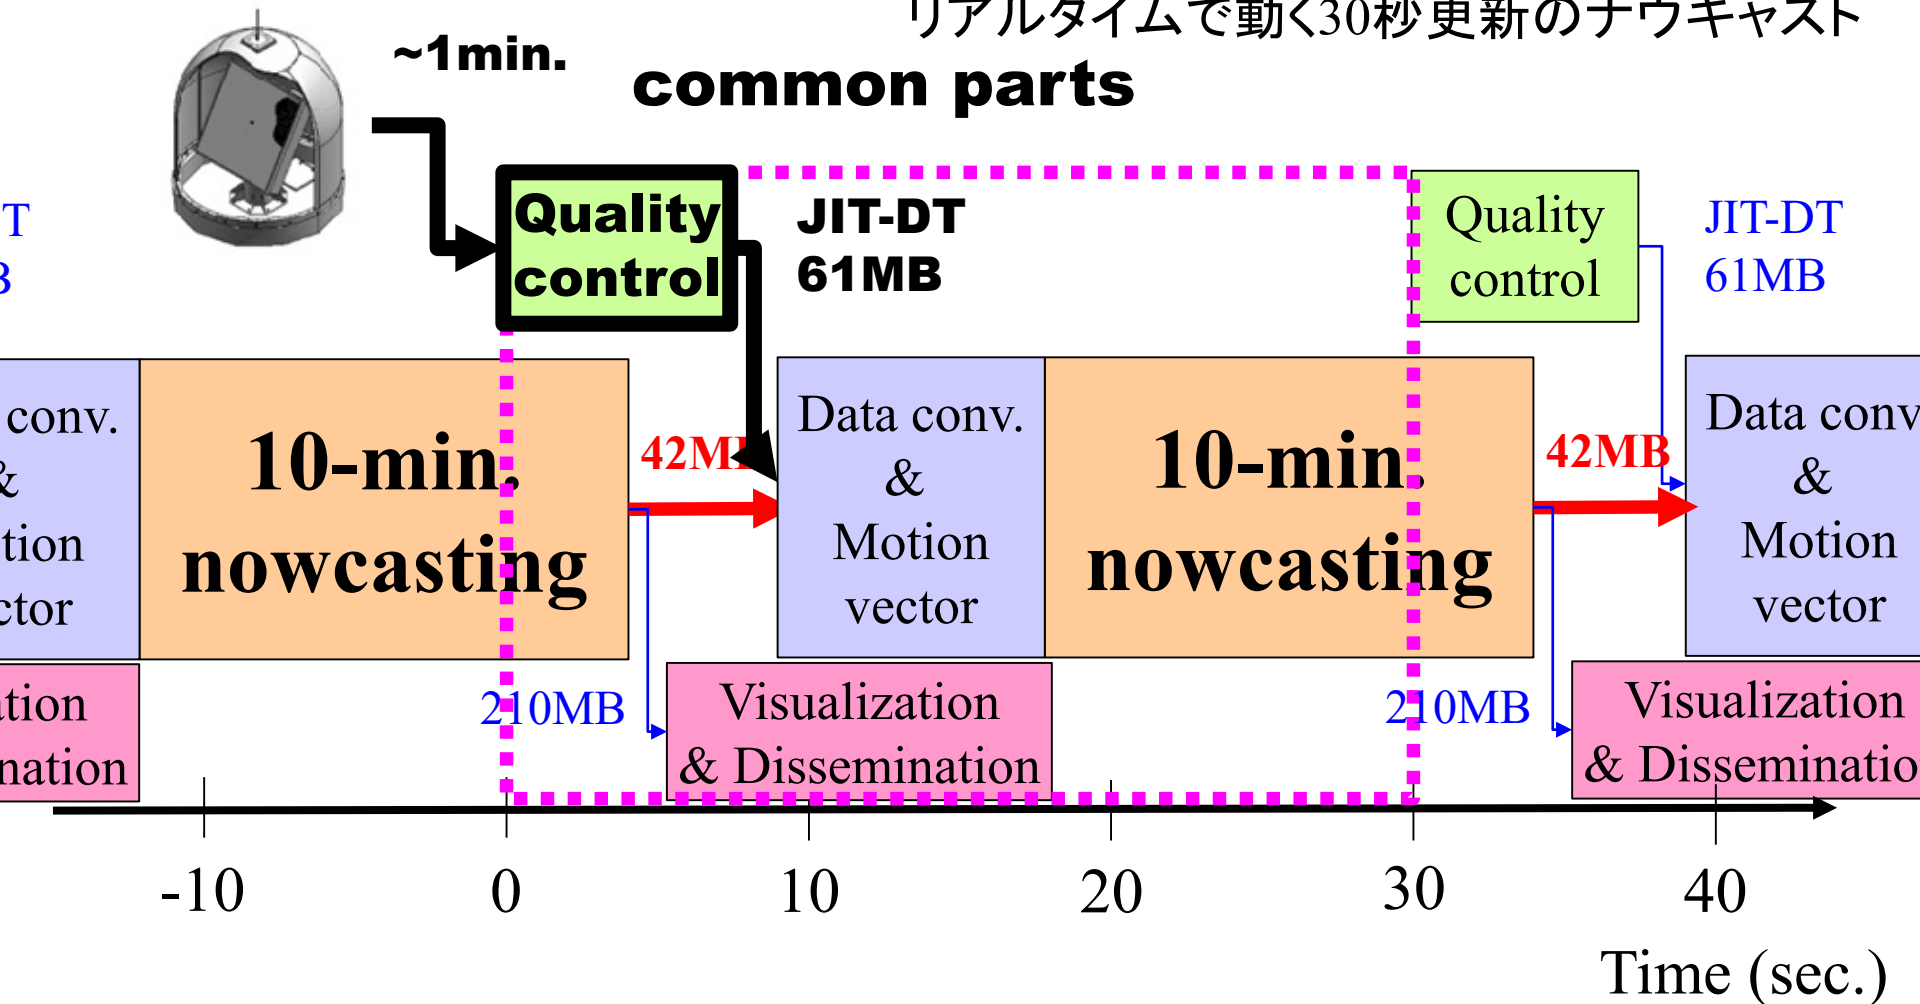 リアルタイムで動く30秒更新のナウキャスト
~1min.
common parts
T
B
Quality
control
JIT-DT
61MB
Quality
control
JIT-DT
61MB
conv.
&
tion
ctor
10-min.
nowcasting
42MB
Data conv.
&
Motion
vector
10-min.
nowcasting
42MB
Data conv
&
Motion
vector
ation
nation
210MB
Visualization
& Dissemination
210MB
Visualization
& Disseminatio
-10
0
10
20
30
40
Time (sec.)